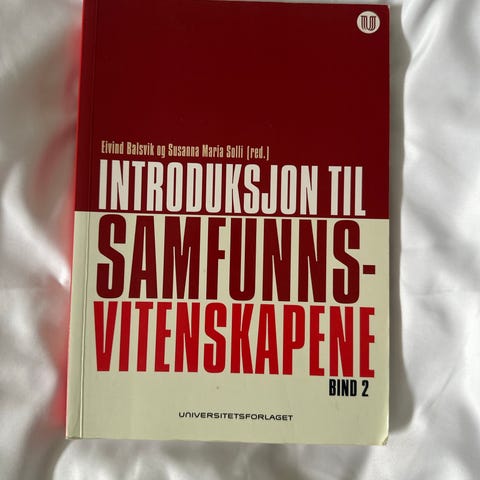 Eivind Balsvik og Susanna Maria Solli (red.)
INTRODUKSJON TIL
SAMFUNNS-
VITENSKAPENE
BIND 2
UNIVERSITETSFORLAGET